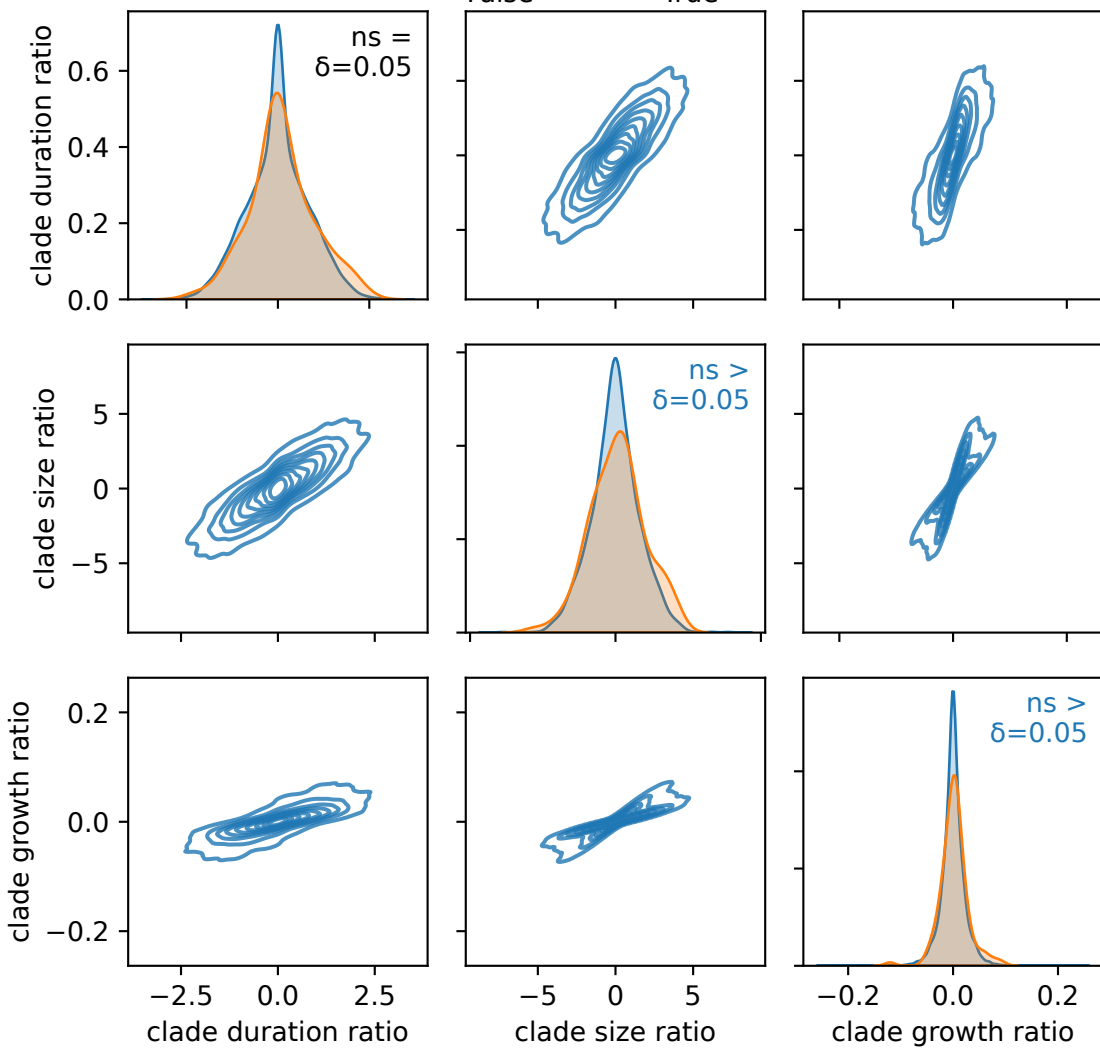 clade duration ratio
0.6
0.4
0.2
0.0
ns =
δ=0.05
clade size ratio
5
0
−5
ns >
δ=0.05
clade growth ratio
0.2
0.0
−0.2
ns >
δ=0.05
−2.5 0.0 2.5
−5 0 5
−0.2 0.0 0.2
clade duration ratio
clade size ratio
clade growth ratio